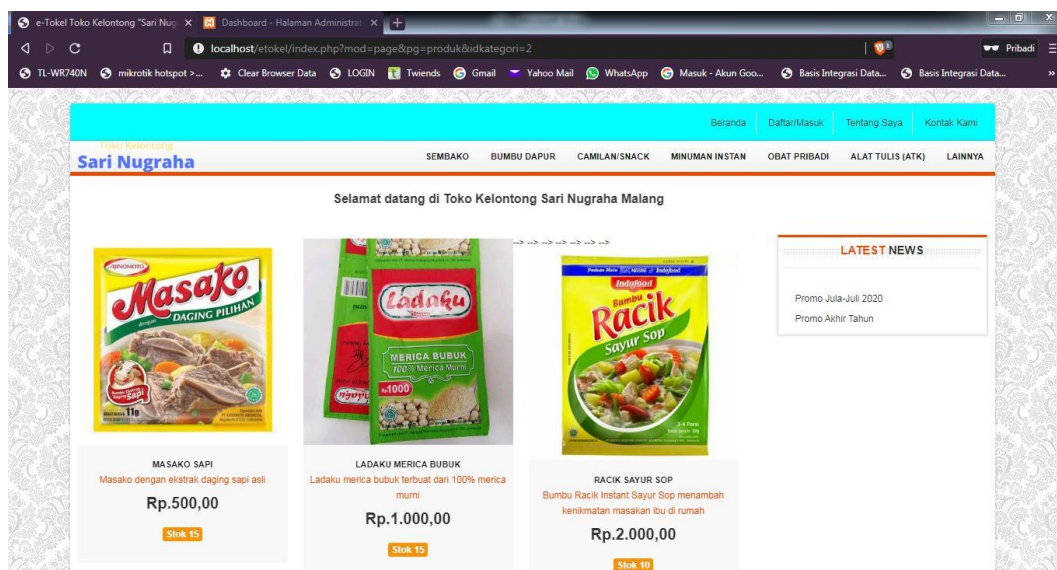 e-Tokel Toko Kelontong "Sari Nug
Dashboard - Halaman Administrat
localhost/etokel/index.php?mod=page&pg=produk&idkategori=2
Pribadi
TL-WR740N
mikrotik hotspot >...
Clear Browser Data
LOGIN
Twiends
Gmail
Yahoo Mail
WhatsApp
Masuk - Akun Goo...
Basis Integrasi Data...
Basis Integrasi Data...
Beranda
Daftar/Masuk
Tentang Saya
Kontak Kami
Toko Kelontong
Sari Nugraha
SEMBAKO
BUMBU DAPUR
CAMILAN/SNACK
MINUMAN INSTAN
OBAT PRIBADI
ALAT TULIS (ATK)
LAINNYA
Selamat datang di Toko Kelontong Sari Nugraha Malang
--> --> --> --> --> --> -->
LATEST NEWS
Promo Jula-Juli 2020
Promo Akhir Tahun
AJINOMOTO
Masako
dengan
DAGING PILIHAN
Sapi
11g
Ladaku
MERICA BUBUK
100% Merica Murni
Rp1000
Indofood
Bumbu
Racik
Sayur Sop
MASAKO SAPI
Masako dengan ekstrak daging sapi asli
Rp.500,00
Stok 15
LADAKU MERICA BUBUK
Ladaku merica bubuk terbuat dari 100% merica
murni
Rp.1.000,00
Stok 15
RACIK SAYUR SOP
Bumbu Racik Instant Sayur Sop menambah
kenikmatan masakan ibu di rumah
Rp.2.000,00
Stok 10